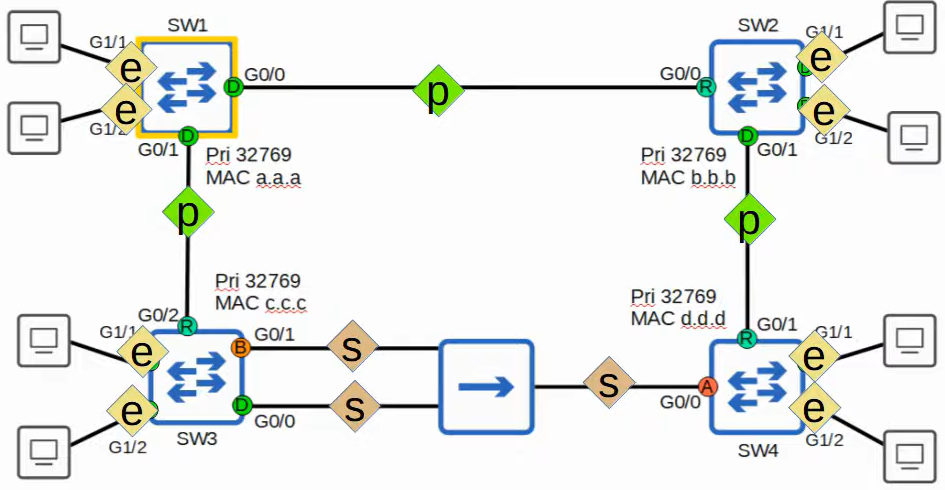 SW1
SW2
G1/1
G1/1
e
e
G0/0
G0/0
D
p
R
D
e
e
G1/2
G1/2
D
D
G0/1
G0/1
Pri 32769
MAC a.a.a
Pri 32769
MAC b.b.b
p
p
Pri 32769
MAC c.c.c
Pri 32769
MAC d.d.d
G0/2
R
G0/1
R
G0/1
G1/1
G1/1
e
B
s
e
s
A
G0/0
e
D
s
e
G0/0
G1/2
G1/2
SW3
SW4